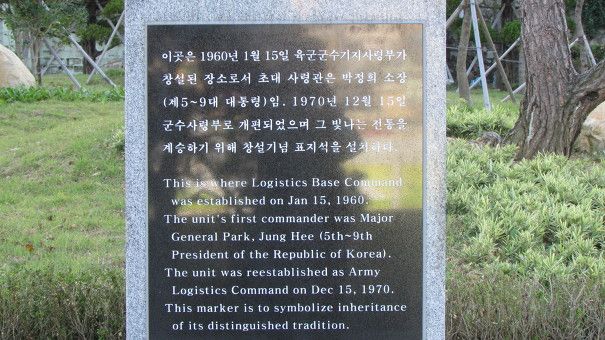 이곳은 1960년 1월 15일 육군군수기지사령부가
창설된 장소로서 초대 사령관은 박정희 소장
(제5~9대 대통령)임. 1970년 12월 15일
군수사령부로 개편되었으며 그 빛나는 전통을
계승하기 위해 창설기념 표지석을 설치하다.
This is where Logistics Base Command
was established on Jan 15, 1960.
The unit's first commander was Major
General Park, Jung Hee (5th~9th
President of the Republic of Korea).
The unit was reestablished as Army
Logistics Command on Dec 15, 1970.
This marker is to symbolize inheritance
of its distinguished tradition.